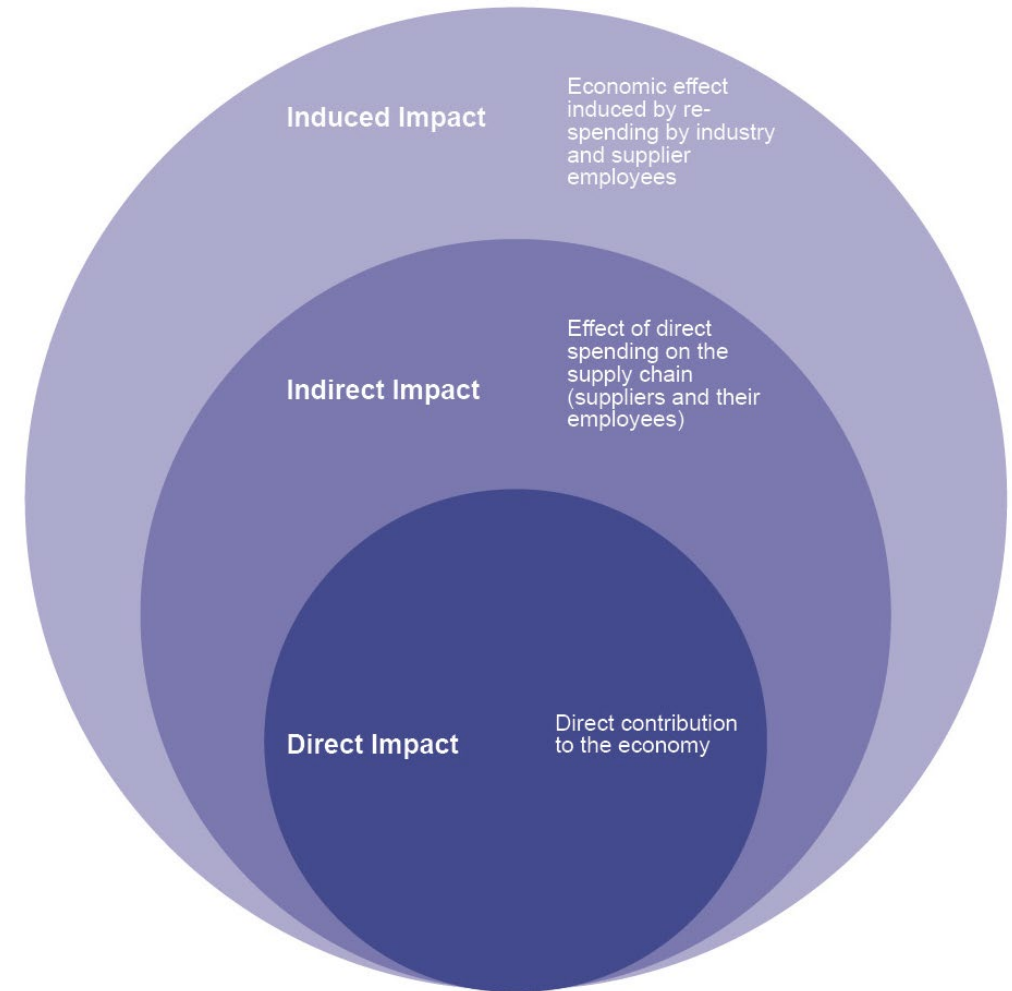 Induced Impact
Economic effect
induced by re-
spending by industry
and supplier
employees
Indirect Impact
Effect of direct
spending on the
supply chain
(suppliers and their
employees)
Direct Impact
Direct contribution
to the economy